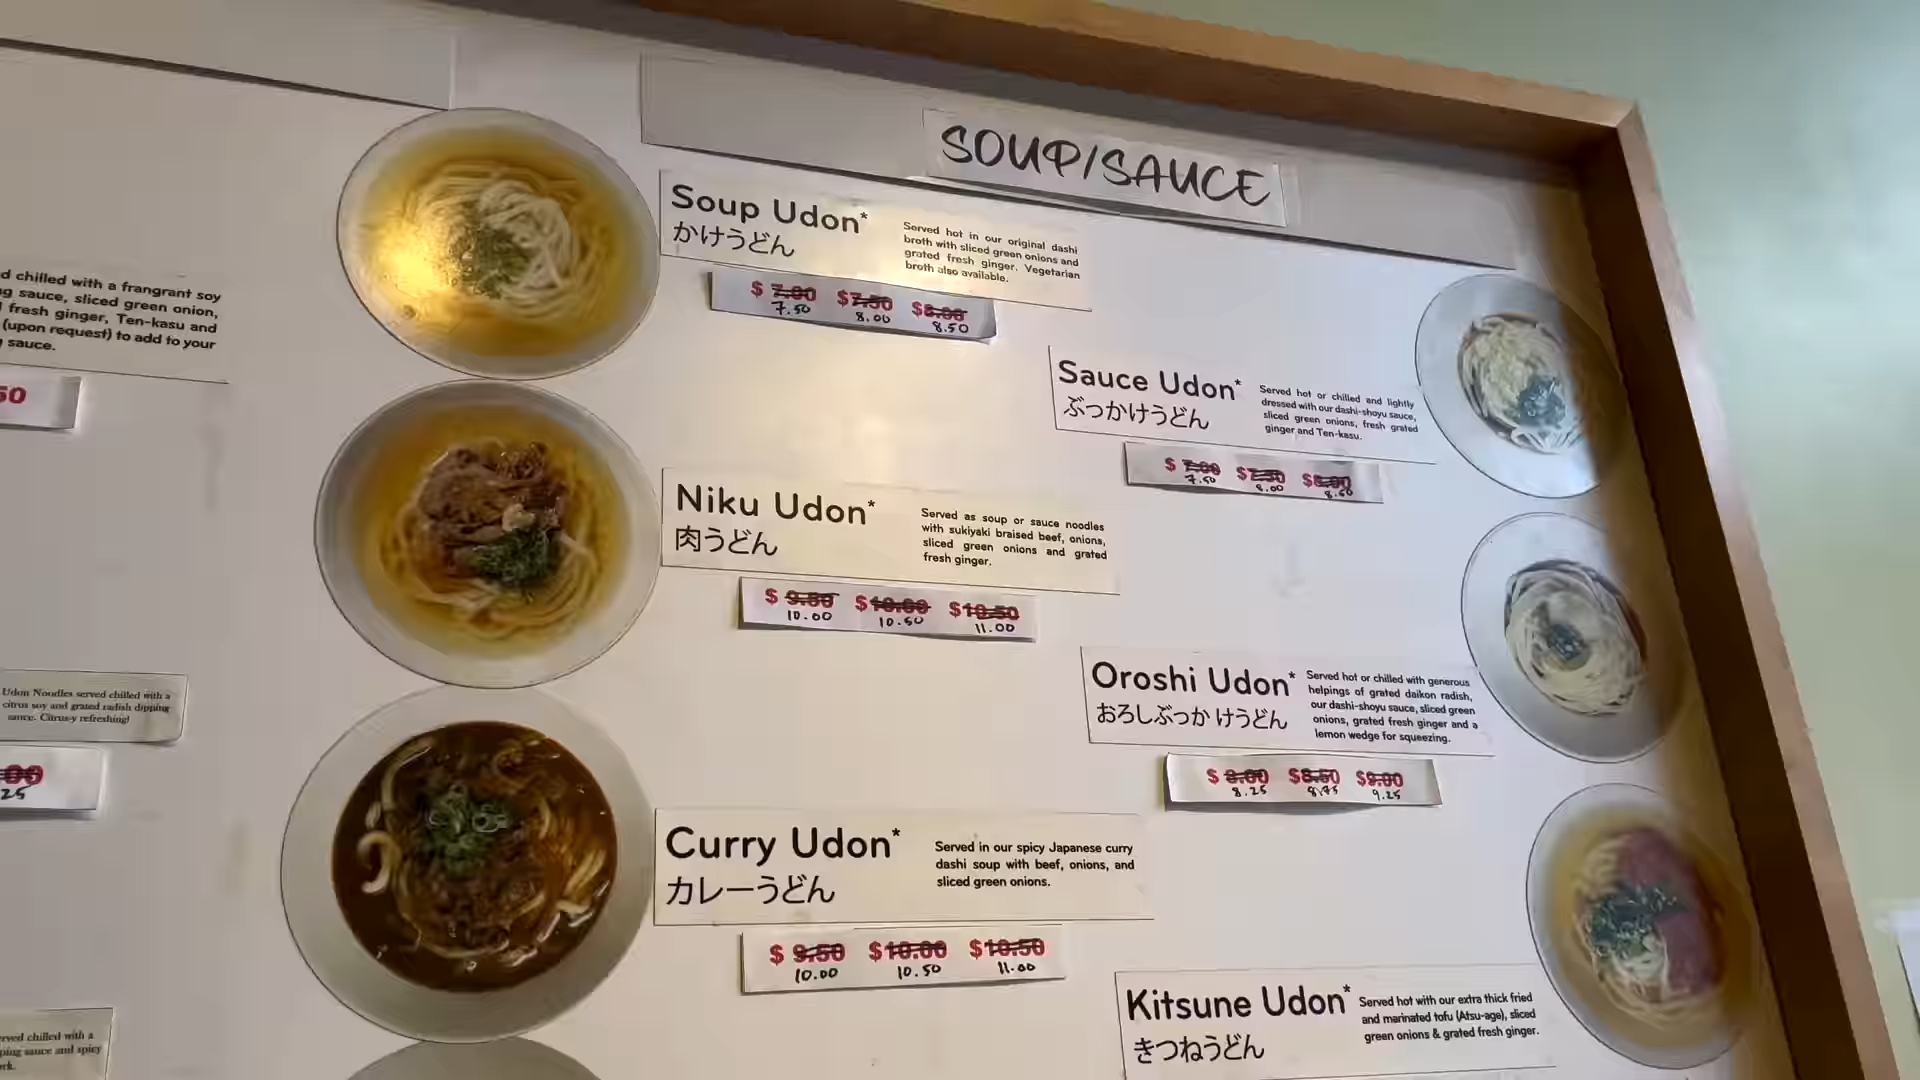 SOUP/SAUCE
d chilled with a frangrant soy
g sauce, sliced green onion,
fresh ginger, Ten-kasu and
(upon request) to add to your
sauce.
50
Udon Noodles served chilled with a
citrus soy and grated radish dipping
sauce. Citrus-y refreshing!
00
25
rved chilled with a
ping sauce and spicy
rk.
Soup Udon*
かけうどん
Served hot in our original dashi
broth with sliced green onions and
grated fresh ginger. Vegetarian
broth also available.
$ 7.00 $7.50 $8.00
7.50 8.00 8.50
Niku Udon*
肉うどん
Served as soup or sauce noodles
with sukiyaki braised beef, onions,
sliced green onions and grated
fresh ginger.
$ 9.50 $10.00 $10.50
10.00 10.50 11.00
Curry Udon*
カレーうどん
Served in our spicy Japanese curry
dashi soup with beef, onions, and
sliced green onions.
$ 9.50 $10.00 $10.50
10.00 10.50 11.00
Sauce Udon*
ぶっかけうどん
Served hot or chilled and lightly
dressed with our dashi-shoyu sauce,
sliced green onions, fresh grated
ginger and Ten-kasu.
$ 7.00 $7.50 $8.00
7.50 8.00 8.50
Oroshi Udon*
おろしぶっか けうどん
Served hot or chilled with generous
helpings of grated daikon radish,
our dashi-shoyu sauce, sliced green
onions, grated fresh ginger and a
lemon wedge for squeezing.
$ 8.00 $8.50 $9.00
8.25 8.75 9.25
Kitsune Udon*
きつねうどん
Served hot with our extra thick fried
and marinated tofu (Atsu-age), sliced
green onions & grated fresh ginger.